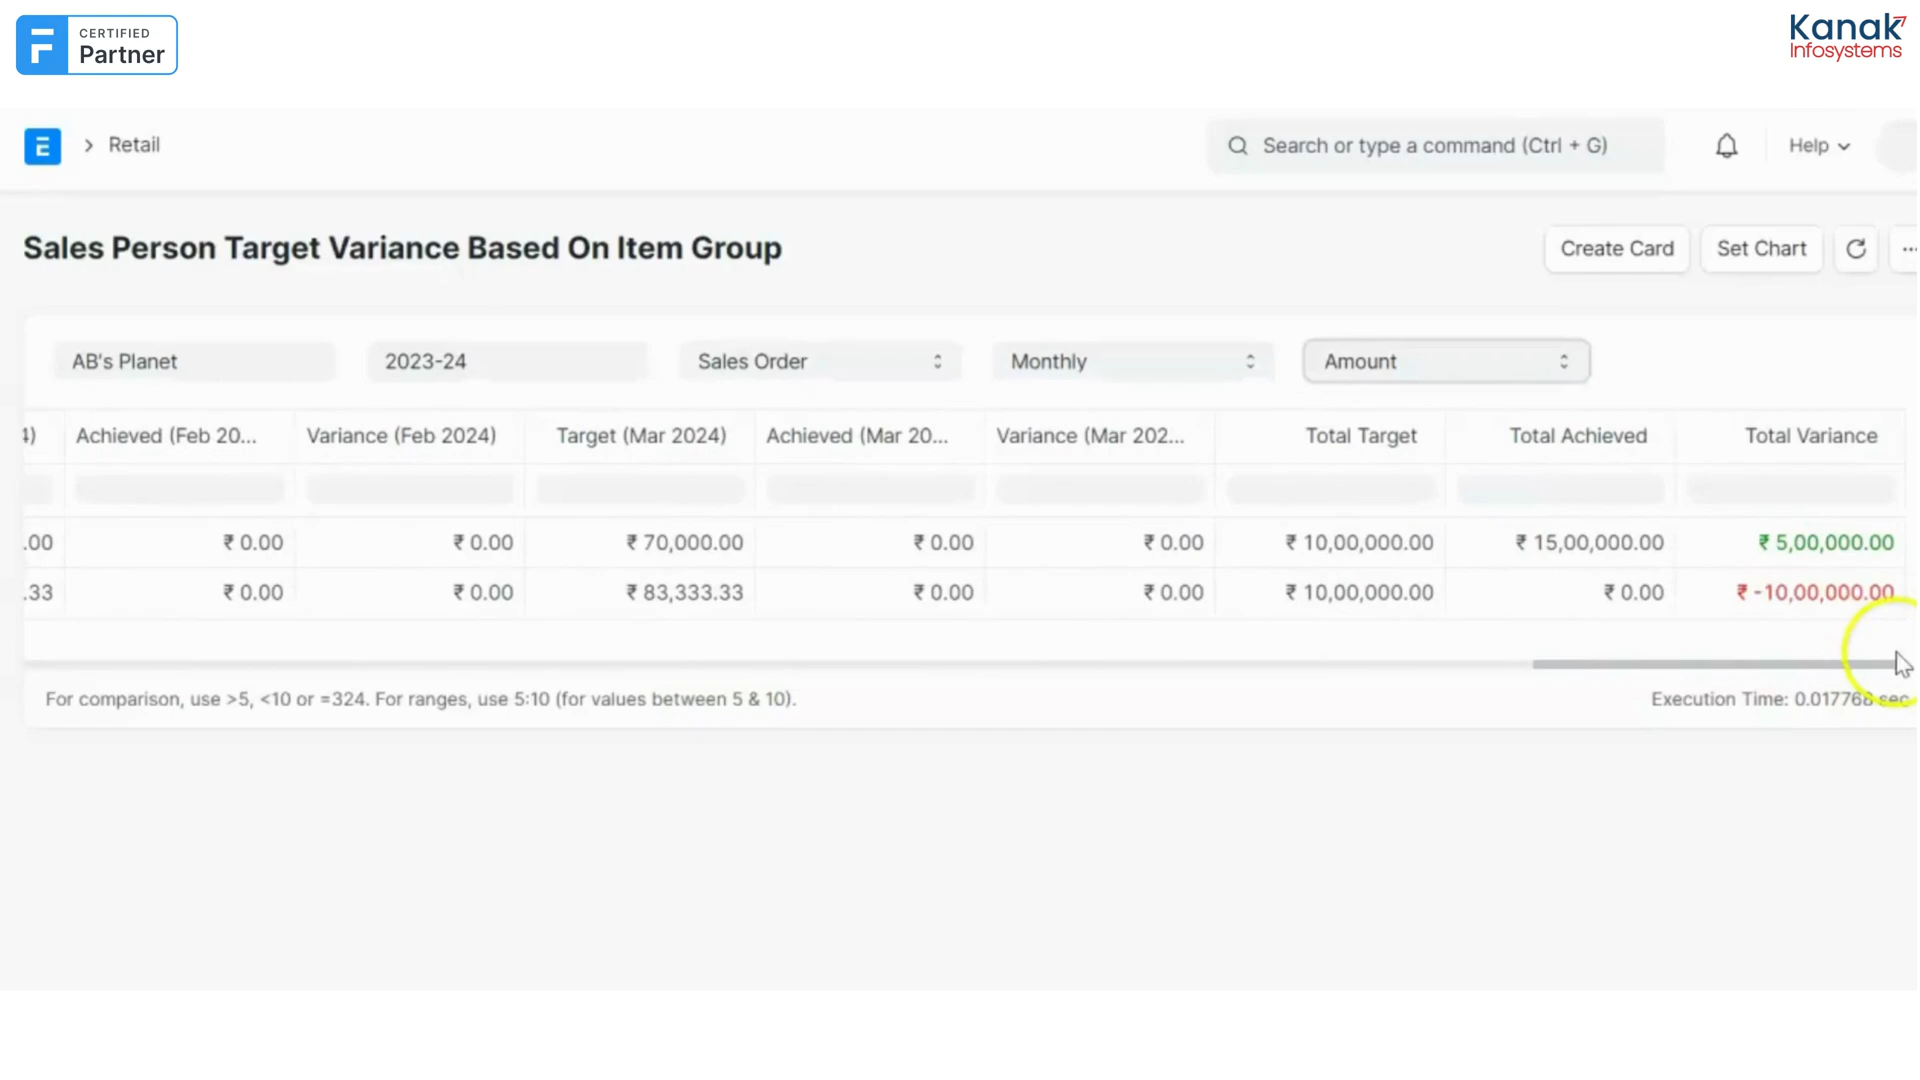 CERTIFIED
Partner
Kanak
Infosystems
Retail
Search or type a command (Ctrl + G)
Help
Sales Person Target Variance Based On Item Group
Create Card
Set Chart
AB's Planet
2023-24
Sales Order
Monthly
Amount
4) Achieved (Feb 20... Variance (Feb 2024) Target (Mar 2024) Achieved (Mar 20... Variance (Mar 202... Total Target Total Achieved Total Variance
.00 ₹ 0.00 ₹ 0.00 ₹ 70,000.00 ₹ 0.00 ₹ 0.00 ₹ 10,00,000.00 ₹ 15,00,000.00 ₹ 5,00,000.00
.33 ₹ 0.00 ₹ 0.00 ₹ 83,333.33 ₹ 0.00 ₹ 0.00 ₹ 10,00,000.00 ₹ 0.00 ₹ -10,00,000.00
For comparison, use >5, <10 or =324. For ranges, use 5:10 (for values between 5 & 10).
Execution Time: 0.017768 sec